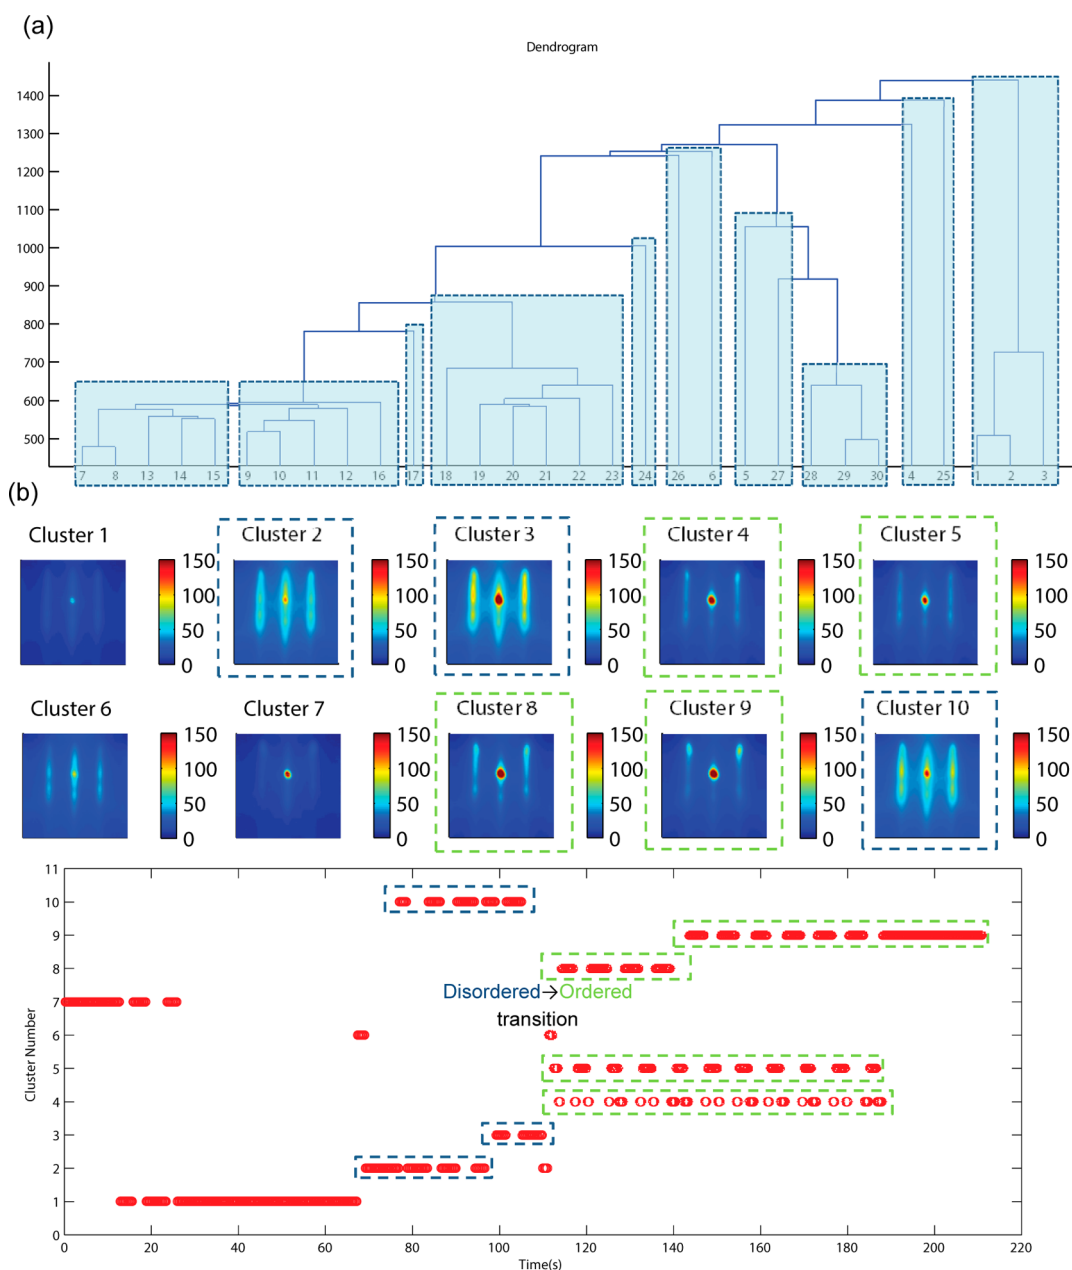 (a)
Dendrogram
1400
1300
1200
1100
1000
900
800
700
600
500
7 8 13 14 15 9 10 11 12 16 17 18 19 20 21 22 23 24 26 6 5 27 28 29 30 4 25 1 2 3
(b)
Cluster 1 Cluster 2 Cluster 3 Cluster 4 Cluster 5
150 150 150 150 150
100 100 100 100 100
50 50 50 50 50
0 0 0 0 0
Cluster 6 Cluster 7 Cluster 8 Cluster 9 Cluster 10
150 150 150 150 150
100 100 100 100 100
50 50 50 50 50
0 0 0 0 0
11
10
9
8
7
6
5
4
3
2
1
0
Cluster Number
Disordered→Ordered
transition
0 20 40 60 80 100 120 140 160 180 200 220
Time(s)